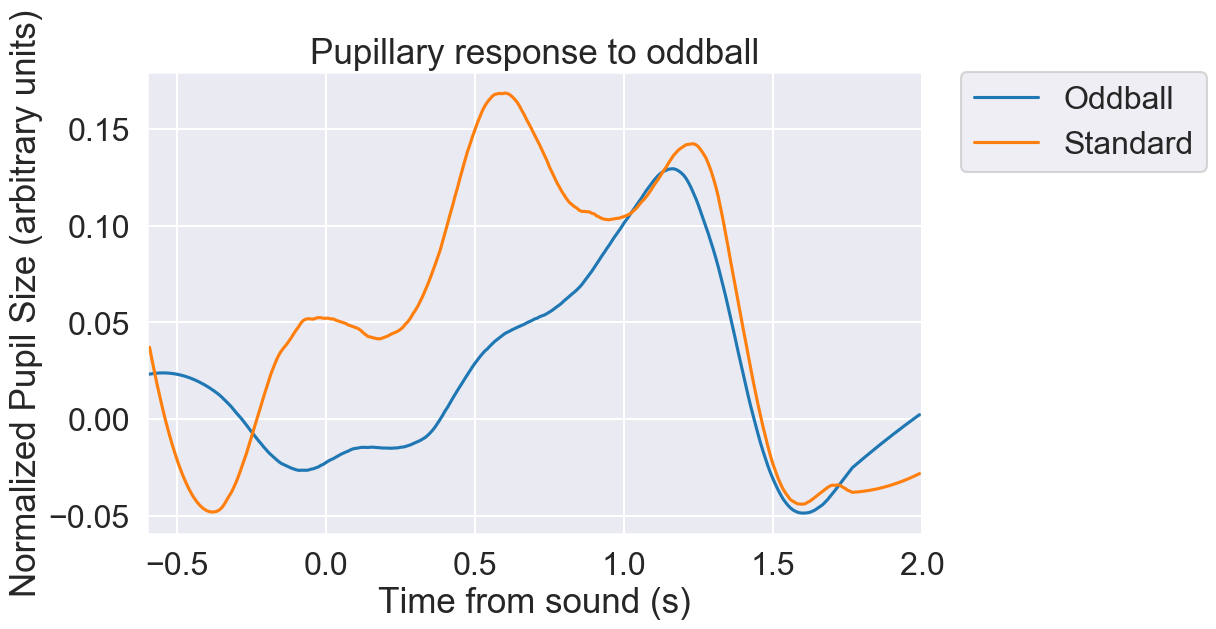 Pupillary response to oddball
Normalized Pupil Size (arbitrary units)
0.15
0.10
0.05
0.00
−0.05
−0.5
0.0
0.5
1.0
1.5
2.0
Time from sound (s)
Oddball
Standard